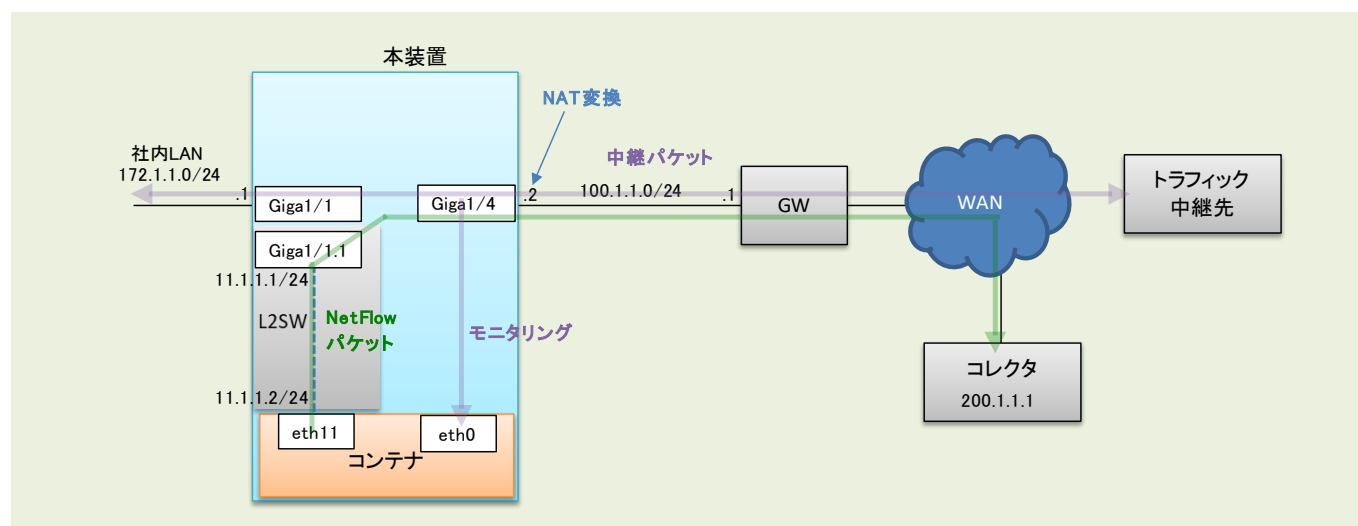 本装置
NAT変換
社内LAN
172.1.1.0/24
中継パケット
トラフィック
中継先
.1
Giga1/1
Giga1/4
.2
100.1.1.0/24
.1
GW
WAN
Giga1/1.1
11.1.1.1/24
L2SW
NetFlow
パケット
モニタリング
コレクタ
200.1.1.1
11.1.1.2/24
eth11
eth0
コンテナ